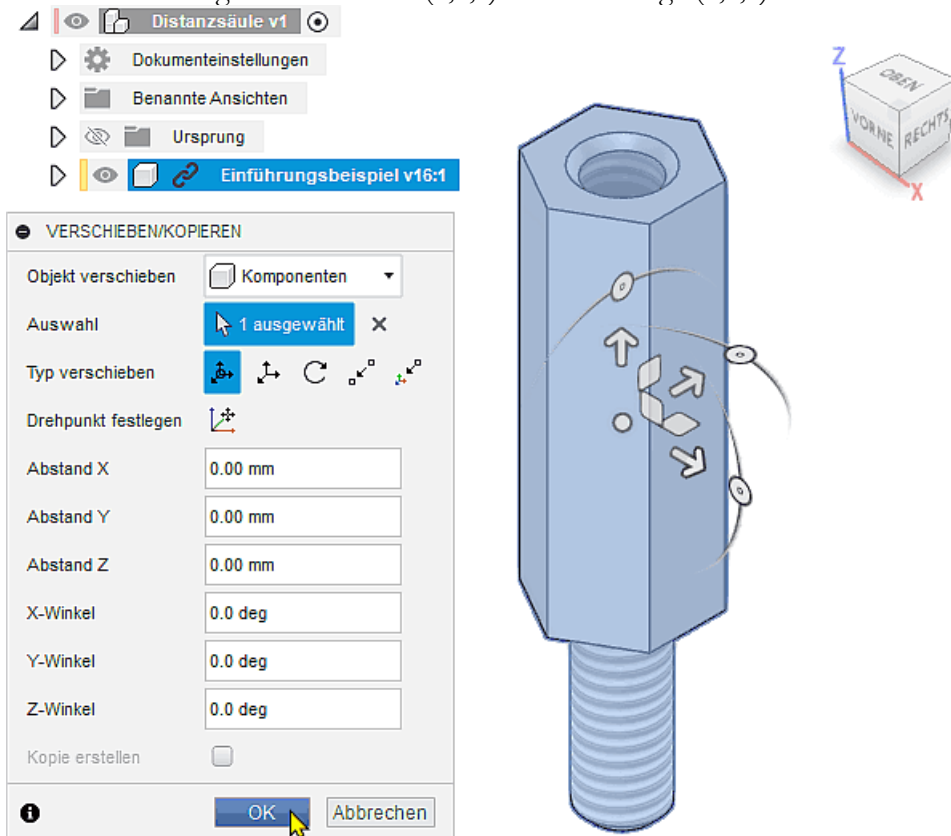 Distanzsäule v1
Dokumenteinstellungen
Benannte Ansichten
Ursprung
Einführungsbeispiel v16:1
VERSCHIEBEN/KOPIEREN
Objekt verschieben Komponenten
Auswahl 1 ausgewählt
Typ verschieben
Drehpunkt festlegen
Abstand X 0.00 mm
Abstand Y 0.00 mm
Abstand Z 0.00 mm
X-Winkel 0.0 deg
Y-Winkel 0.0 deg
Z-Winkel 0.0 deg
Kopie erstellen
OK Abbrechen
Z
OBEN
VORNE RECHTS
X